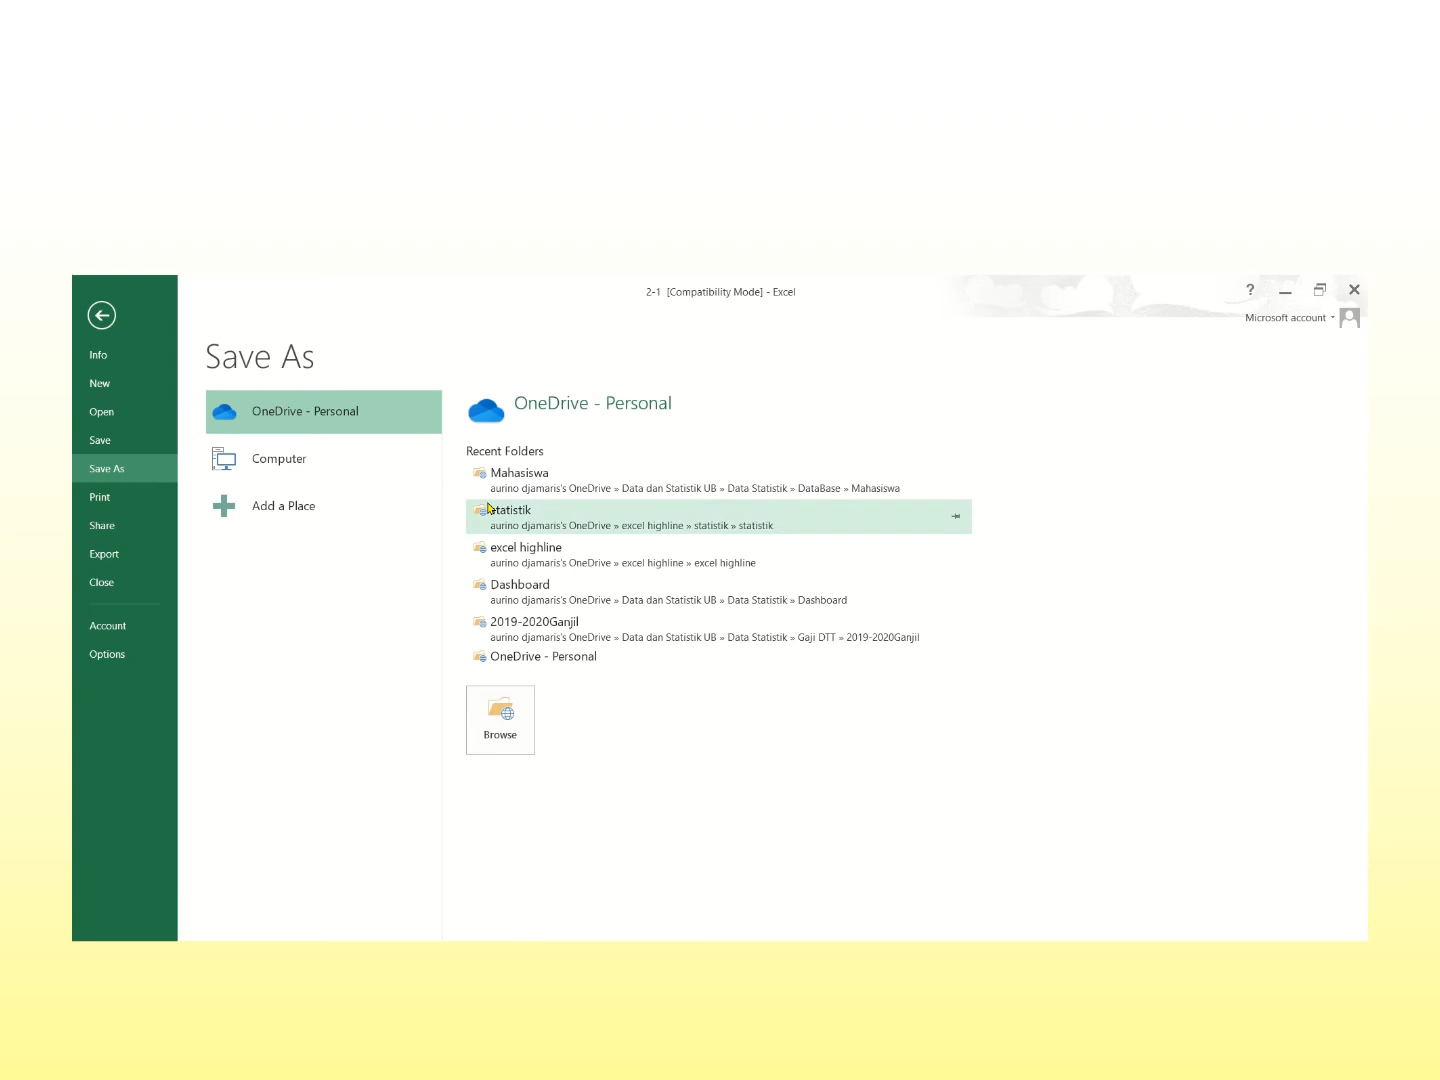 2-1 [Compatibility Mode] - Excel
?
Microsoft account
Info
New
Open
Save
Save As
Print
Share
Export
Close
Account
Options
Save As
OneDrive - Personal
Computer
Add a Place
OneDrive - Personal
Recent Folders
Mahasiswa
aurino djamaris's OneDrive » Data dan Statistik UB » Data Statistik » DataBase » Mahasiswa
statistik
aurino djamaris's OneDrive » excel highline » statistik » statistik
excel highline
aurino djamaris's OneDrive » excel highline » excel highline
Dashboard
aurino djamaris's OneDrive » Data dan Statistik UB » Data Statistik » Dashboard
2019-2020Ganjil
aurino djamaris's OneDrive » Data dan Statistik UB » Data Statistik » Gaji DTT » 2019-2020Ganjil
OneDrive - Personal
Browse